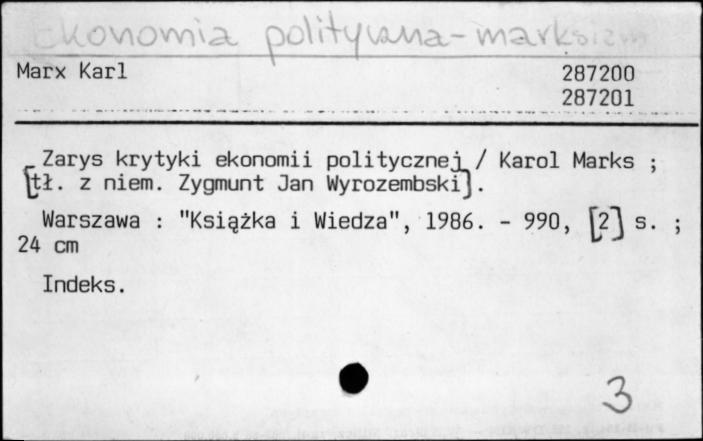 Ekonomia polityczna - marksizm
Marx Karl 287200
287201
Zarys krytyki ekonomii politycznej / Karol Marks ;
[tł. z niem. Zygmunt Jan Wyrozembski].
Warszawa : "Książka i Wiedza", 1986. - 990, [2] s. ;
24 cm
Indeks.
3